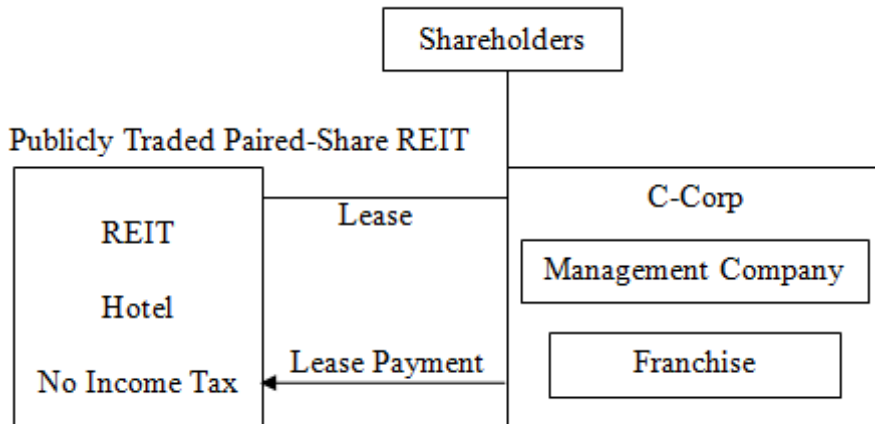 Shareholders
Publicly Traded Paired-Share REIT
REIT
Hotel
No Income Tax
Lease
Lease Payment
C-Corp
Management Company
Franchise